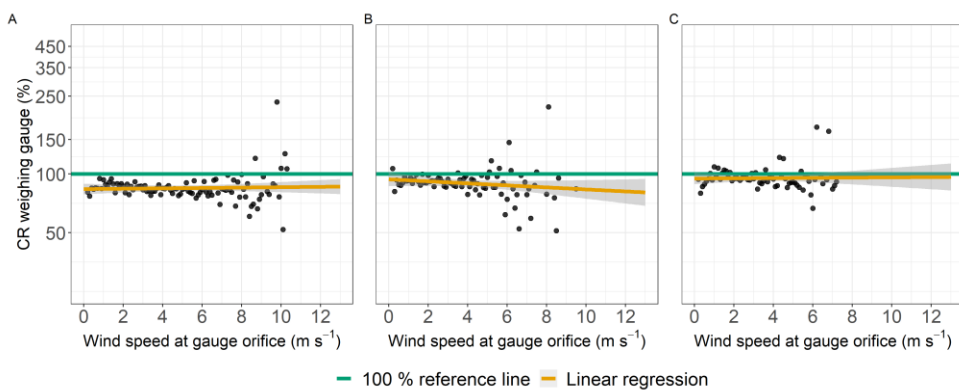 A
B
C
CR weighing gauge (%)
450
350
250
150
100
50
0 2 4 6 8 10 12
0 2 4 6 8 10 12
0 2 4 6 8 10 12
Wind speed at gauge orifice (m s⁻¹)
Wind speed at gauge orifice (m s⁻¹)
Wind speed at gauge orifice (m s⁻¹)
100 % reference line
Linear regression